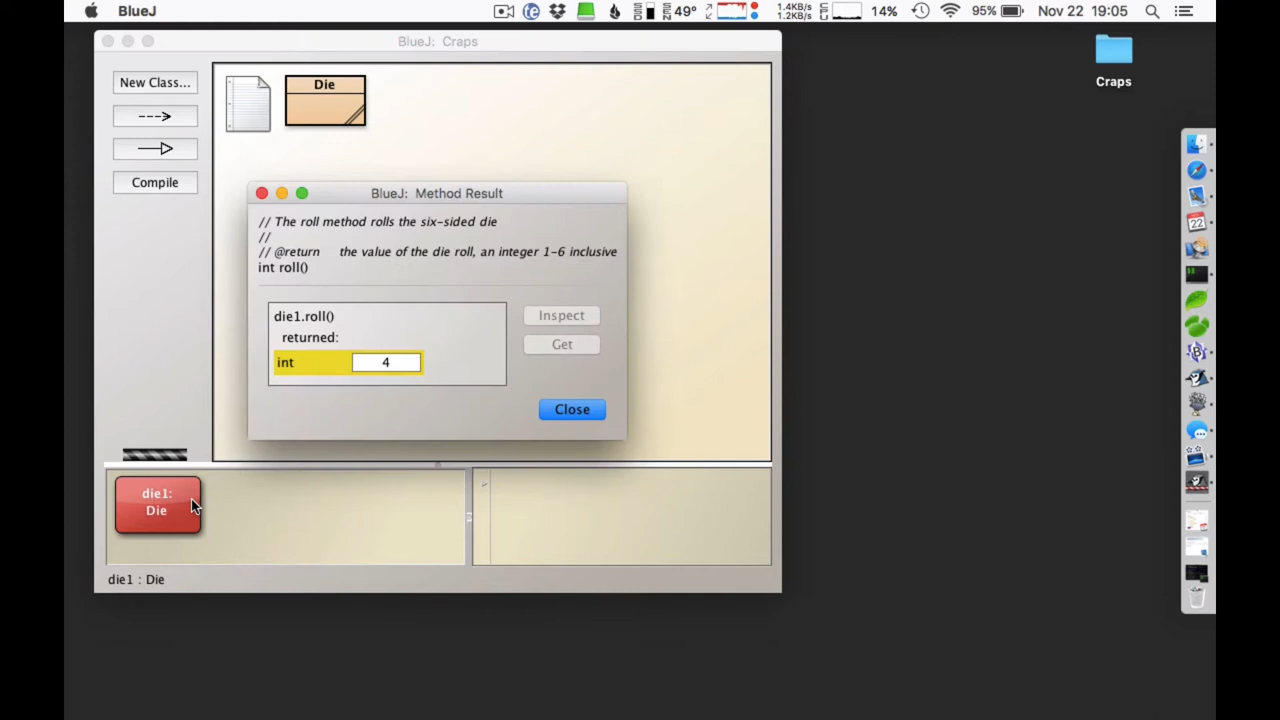 BlueJ
49°
1.4KB/s
1.2KB/s
14%
95%
Nov 22 19:05
BlueJ: Craps
New Class...
Compile
Die
Craps
22
BlueJ: Method Result
// The roll method rolls the six-sided die
//
// @return the value of the die roll, an integer 1-6 inclusive
int roll()
die1.roll()
returned:
int 4
Inspect
Get
Close
die1:
Die
die1 : Die